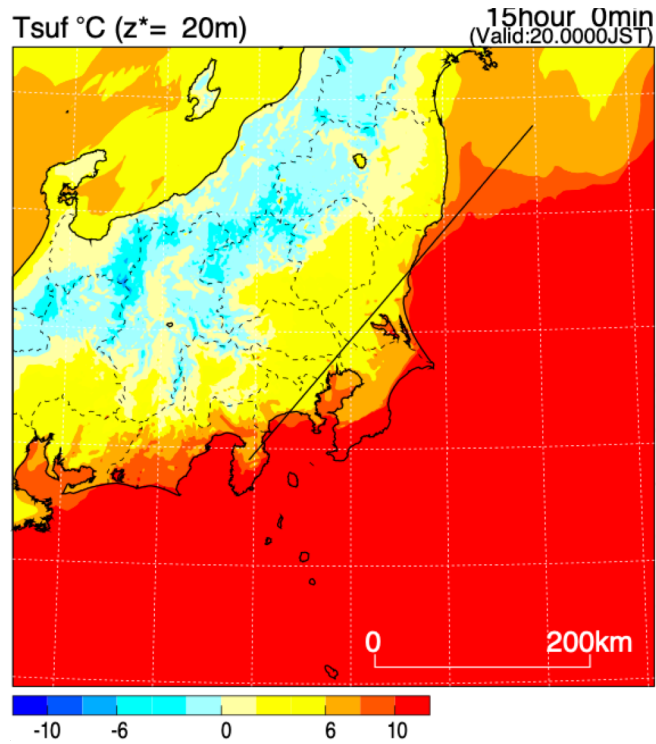 Tsuf °C (z*= 20m)
15hour 0min
(Valid:20.0000JST)
0 200km
-10 -6 0 6 10